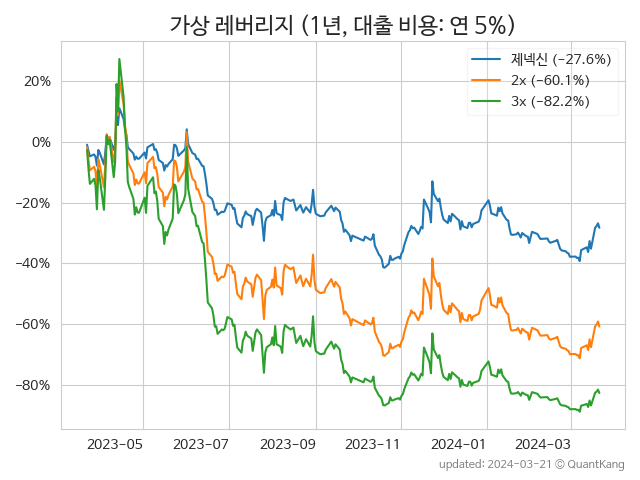 가상 레버리지 (1년, 대출 비용: 연 5%)
제넥신 (−27.6%)
2x (−60.1%)
3x (−82.2%)
20%
0%
−20%
−40%
−60%
−80%
2023−05 2023−07 2023−09 2023−11 2024−01 2024−03
updated: 2024−03−21 © QuantKang